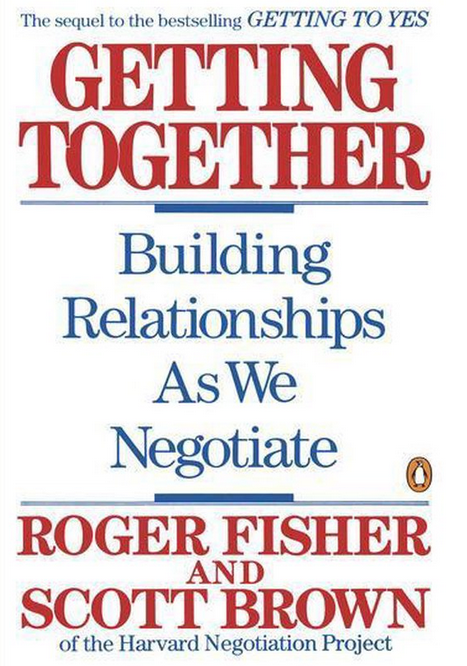 The sequel to the bestselling GETTING TO YES
GETTING
TOGETHER
Building
Relationships
As We
Negotiate
ROGER FISHER
AND
SCOTT BROWN
of the Harvard Negotiation Project